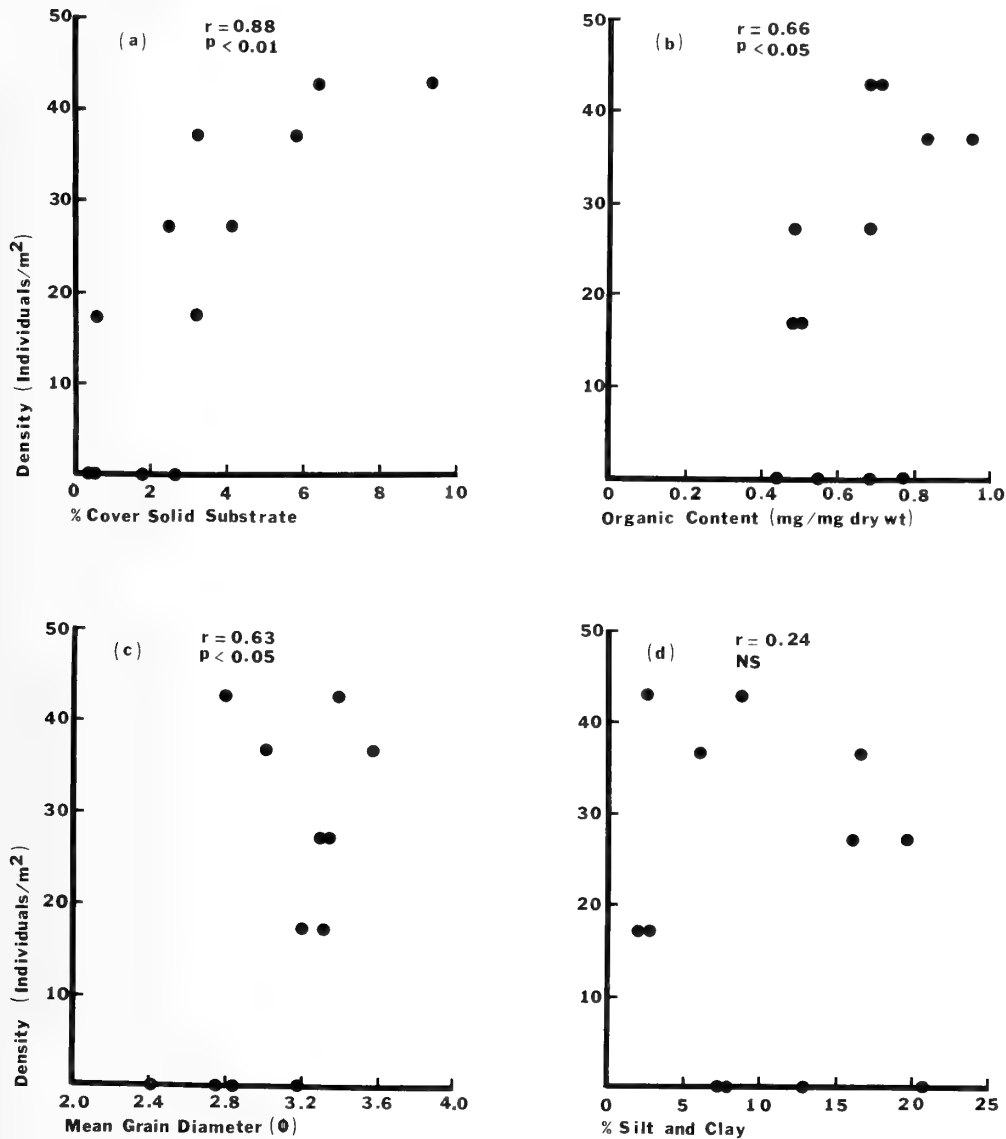 (a)
r = 0.88
p < 0.01
50
40
30
20
10
0 2 4 6 8 10
Density (Individuals/m²)
% Cover Solid Substrate
(b)
r = 0.66
p < 0.05
50
40
30
20
10
0 0.2 0.4 0.6 0.8 1.0
Organic Content (mg/mg dry wt)
(c)
r = 0.63
p < 0.05
50
40
30
20
10
2.0 2.4 2.8 3.2 3.6 4.0
Density (Individuals/m²)
Mean Grain Diameter (Φ)
(d)
r = 0.24
NS
50
40
30
20
10
0 5 10 15 20 25
% Silt and Clay